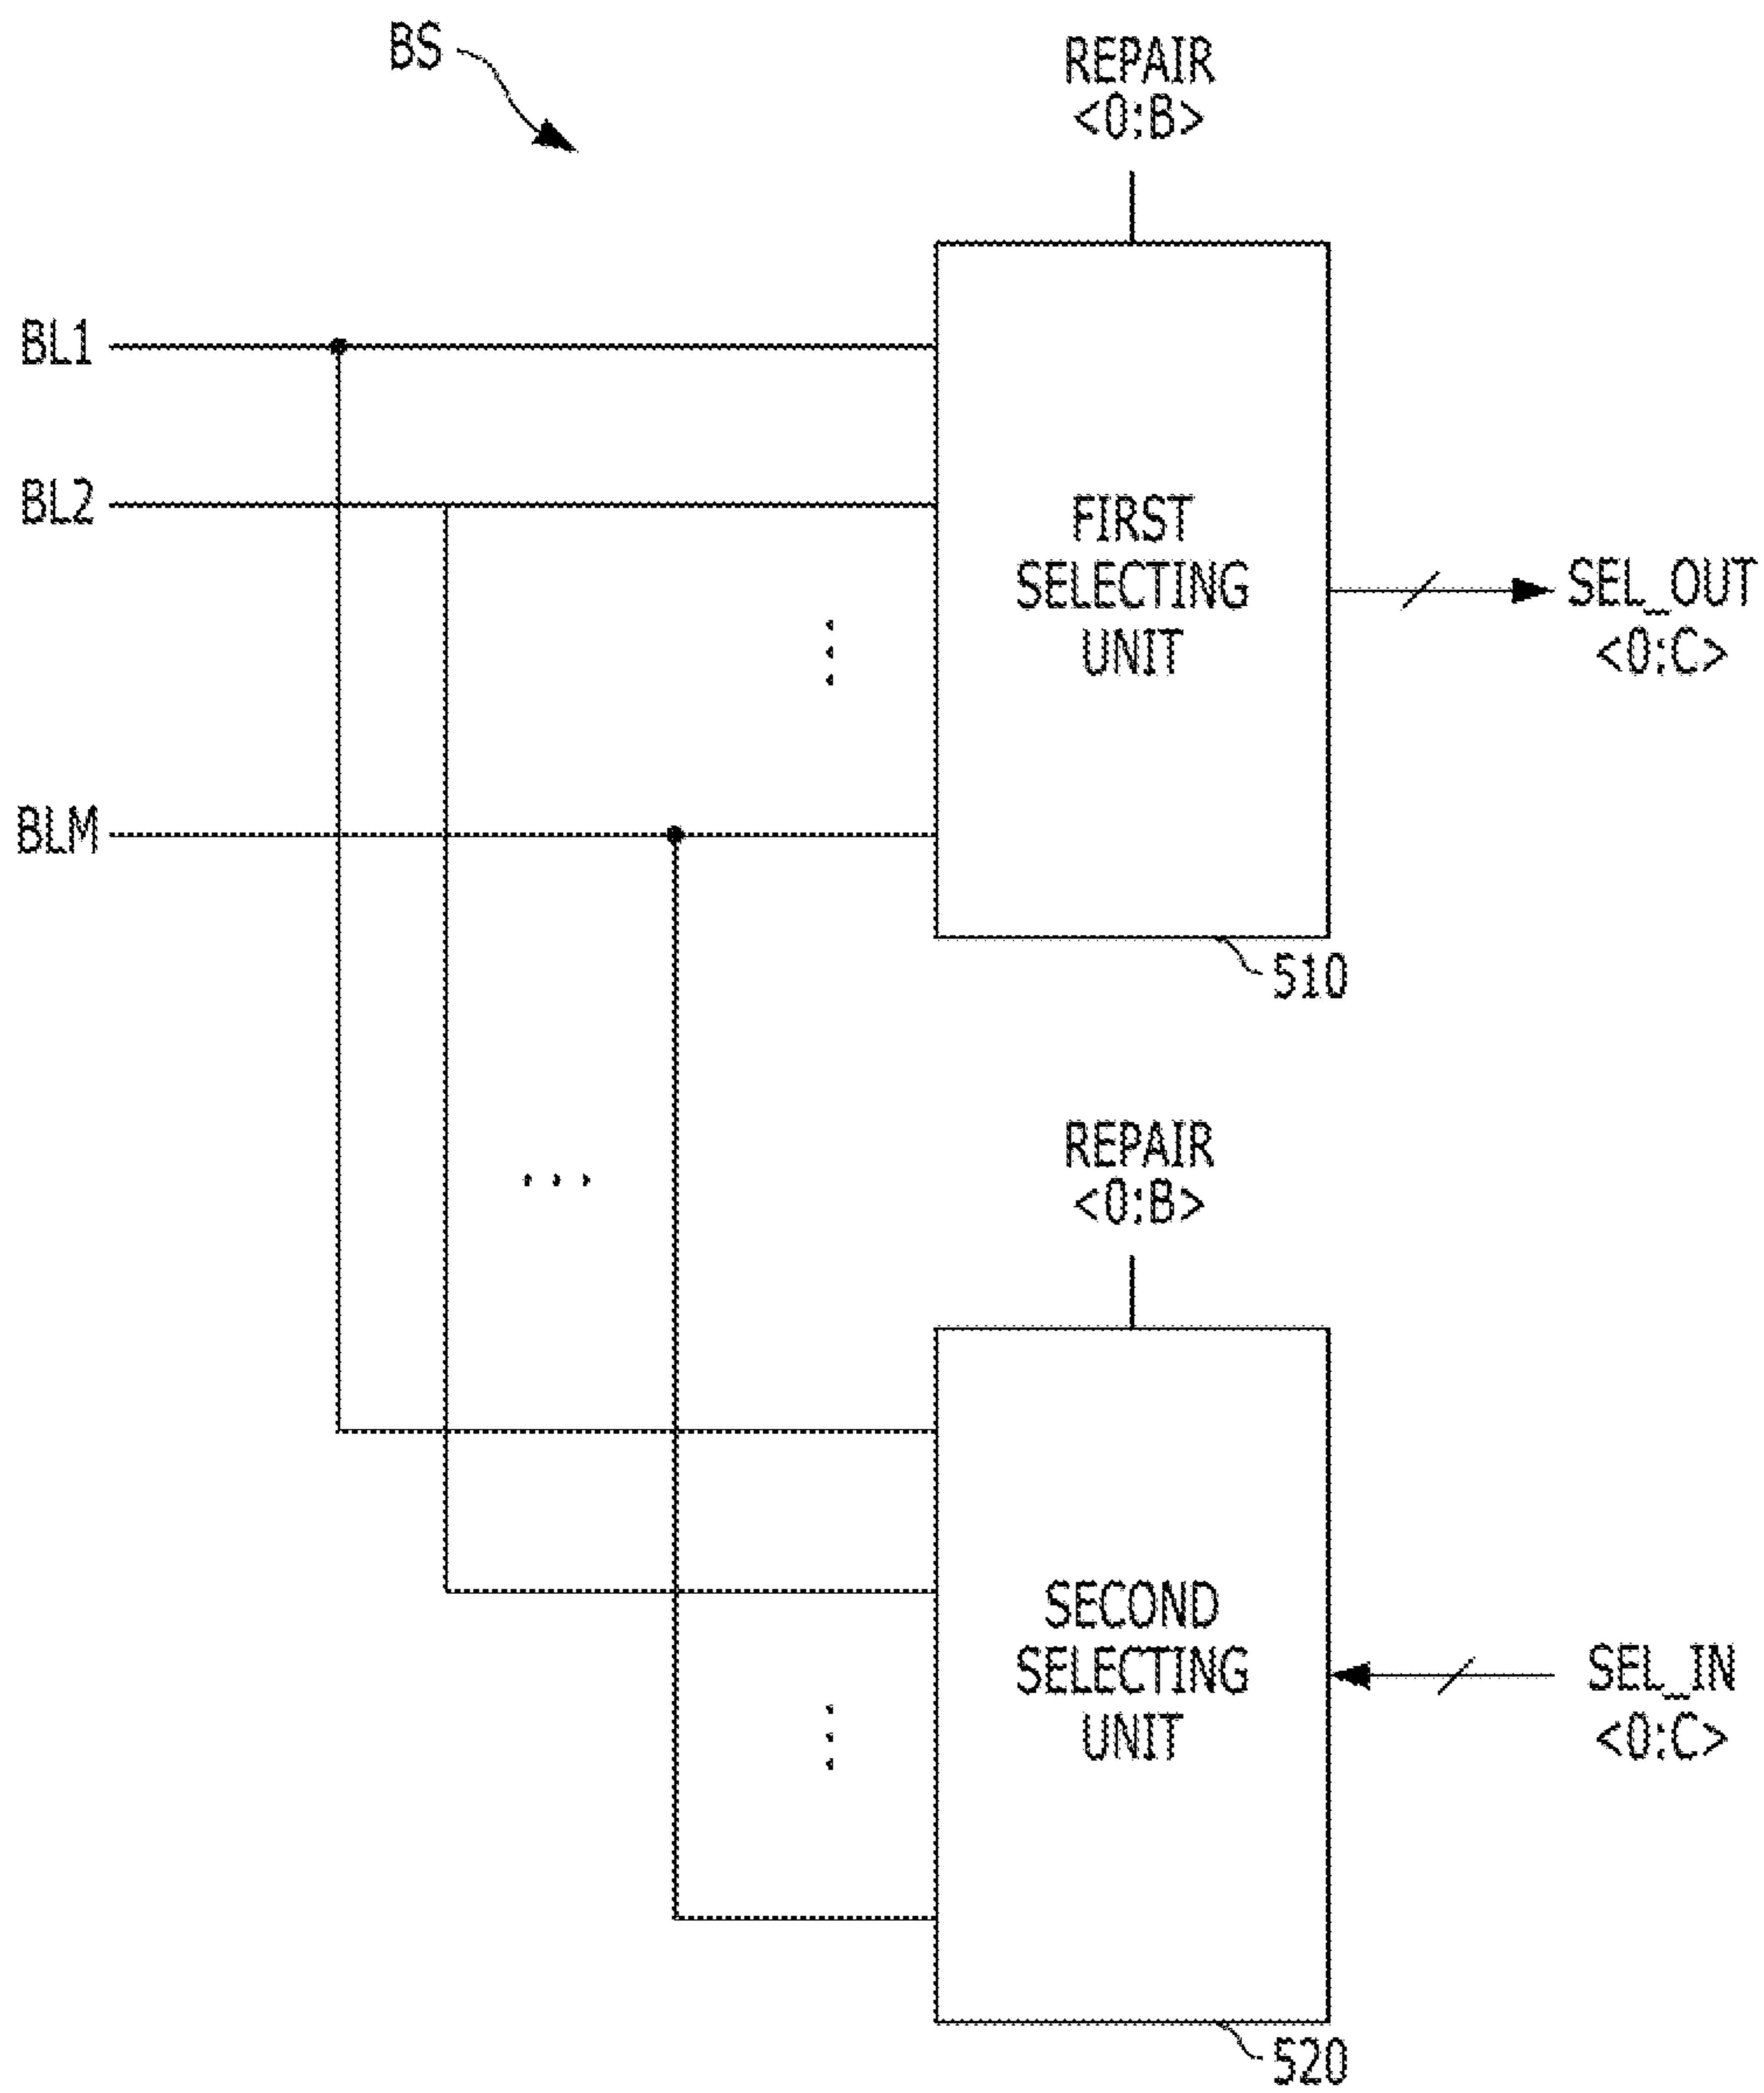 BS
REPAIR
<0:B>
BL1
BL2
BLM
FIRST
SELECTING
UNIT
SEL_OUT
<0:C>
510
REPAIR
<0:B>
SECOND
SELECTING
UNIT
SEL_IN
<0:C>
520